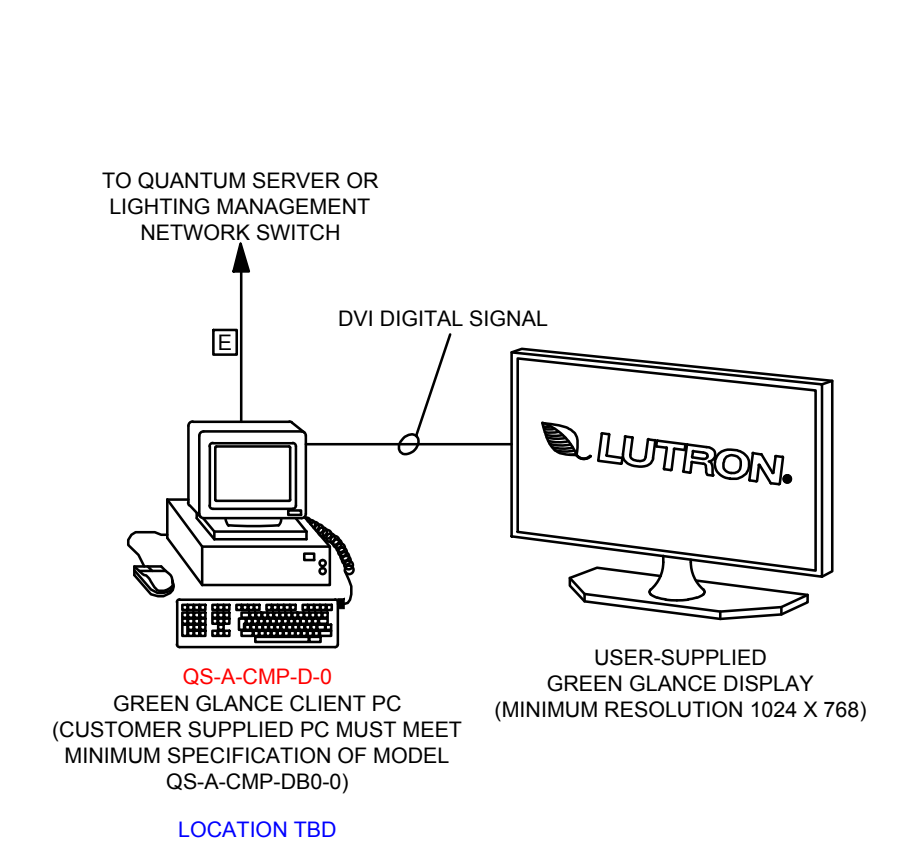 TO QUANTUM SERVER OR
LIGHTING MANAGEMENT
NETWORK SWITCH
E
DVI DIGITAL SIGNAL
LUTRON.
QS-A-CMP-D-0
GREEN GLANCE CLIENT PC
(CUSTOMER SUPPLIED PC MUST MEET
MINIMUM SPECIFICATION OF MODEL
QS-A-CMP-DB0-0)
LOCATION TBD
USER-SUPPLIED
GREEN GLANCE DISPLAY
(MINIMUM RESOLUTION 1024 X 768)